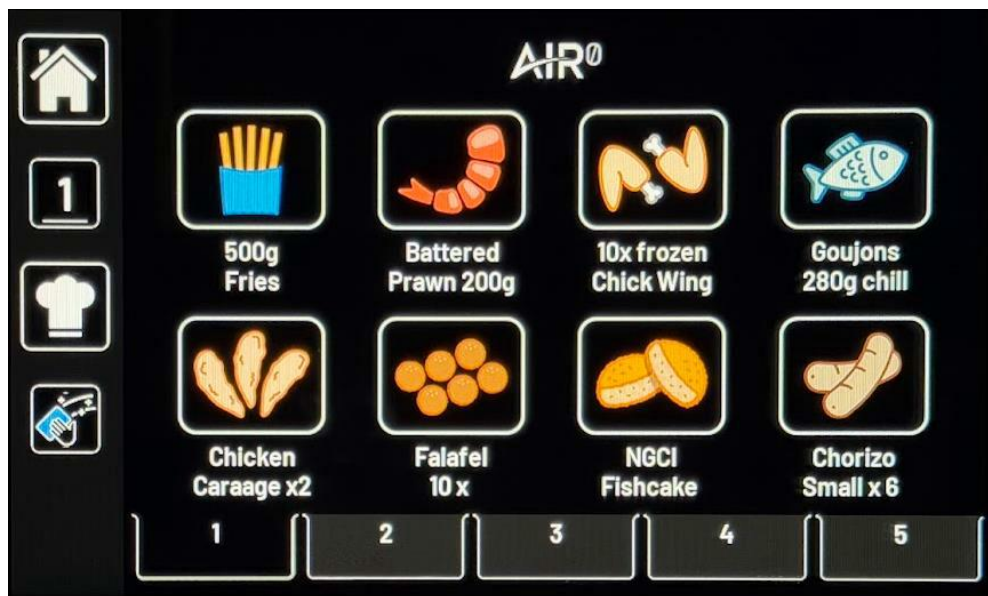 AIR0
1
500g
Fries
Battered
Prawn 200g
10x frozen
Chick Wing
Goujons
280g chill
Chicken
Caraage x2
Falafel
10 x
NGCI
Fishcake
Chorizo
Small x 6
1
2
3
4
5